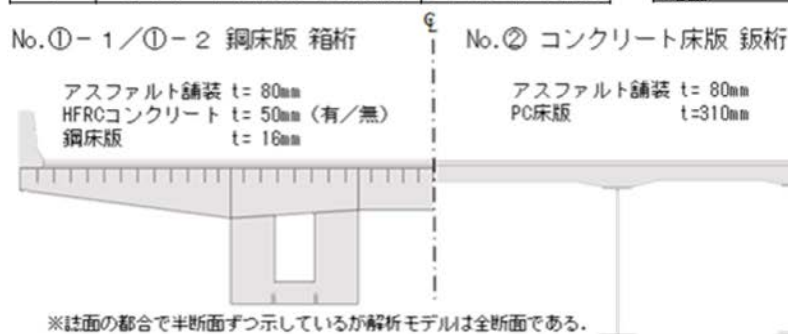 ℄
No.①-1/①-2 鋼床版 箱桁
No.② コンクリート床版 鈑桁
アスファルト舗装 t= 80mm
HFRCコンクリート t= 50mm（有/無）
鋼床版 t= 16mm
アスファルト舗装 t= 80mm
PC床版 t=310mm
※誌面の都合で半断面ずつ示しているが解析モデルは全断面である.